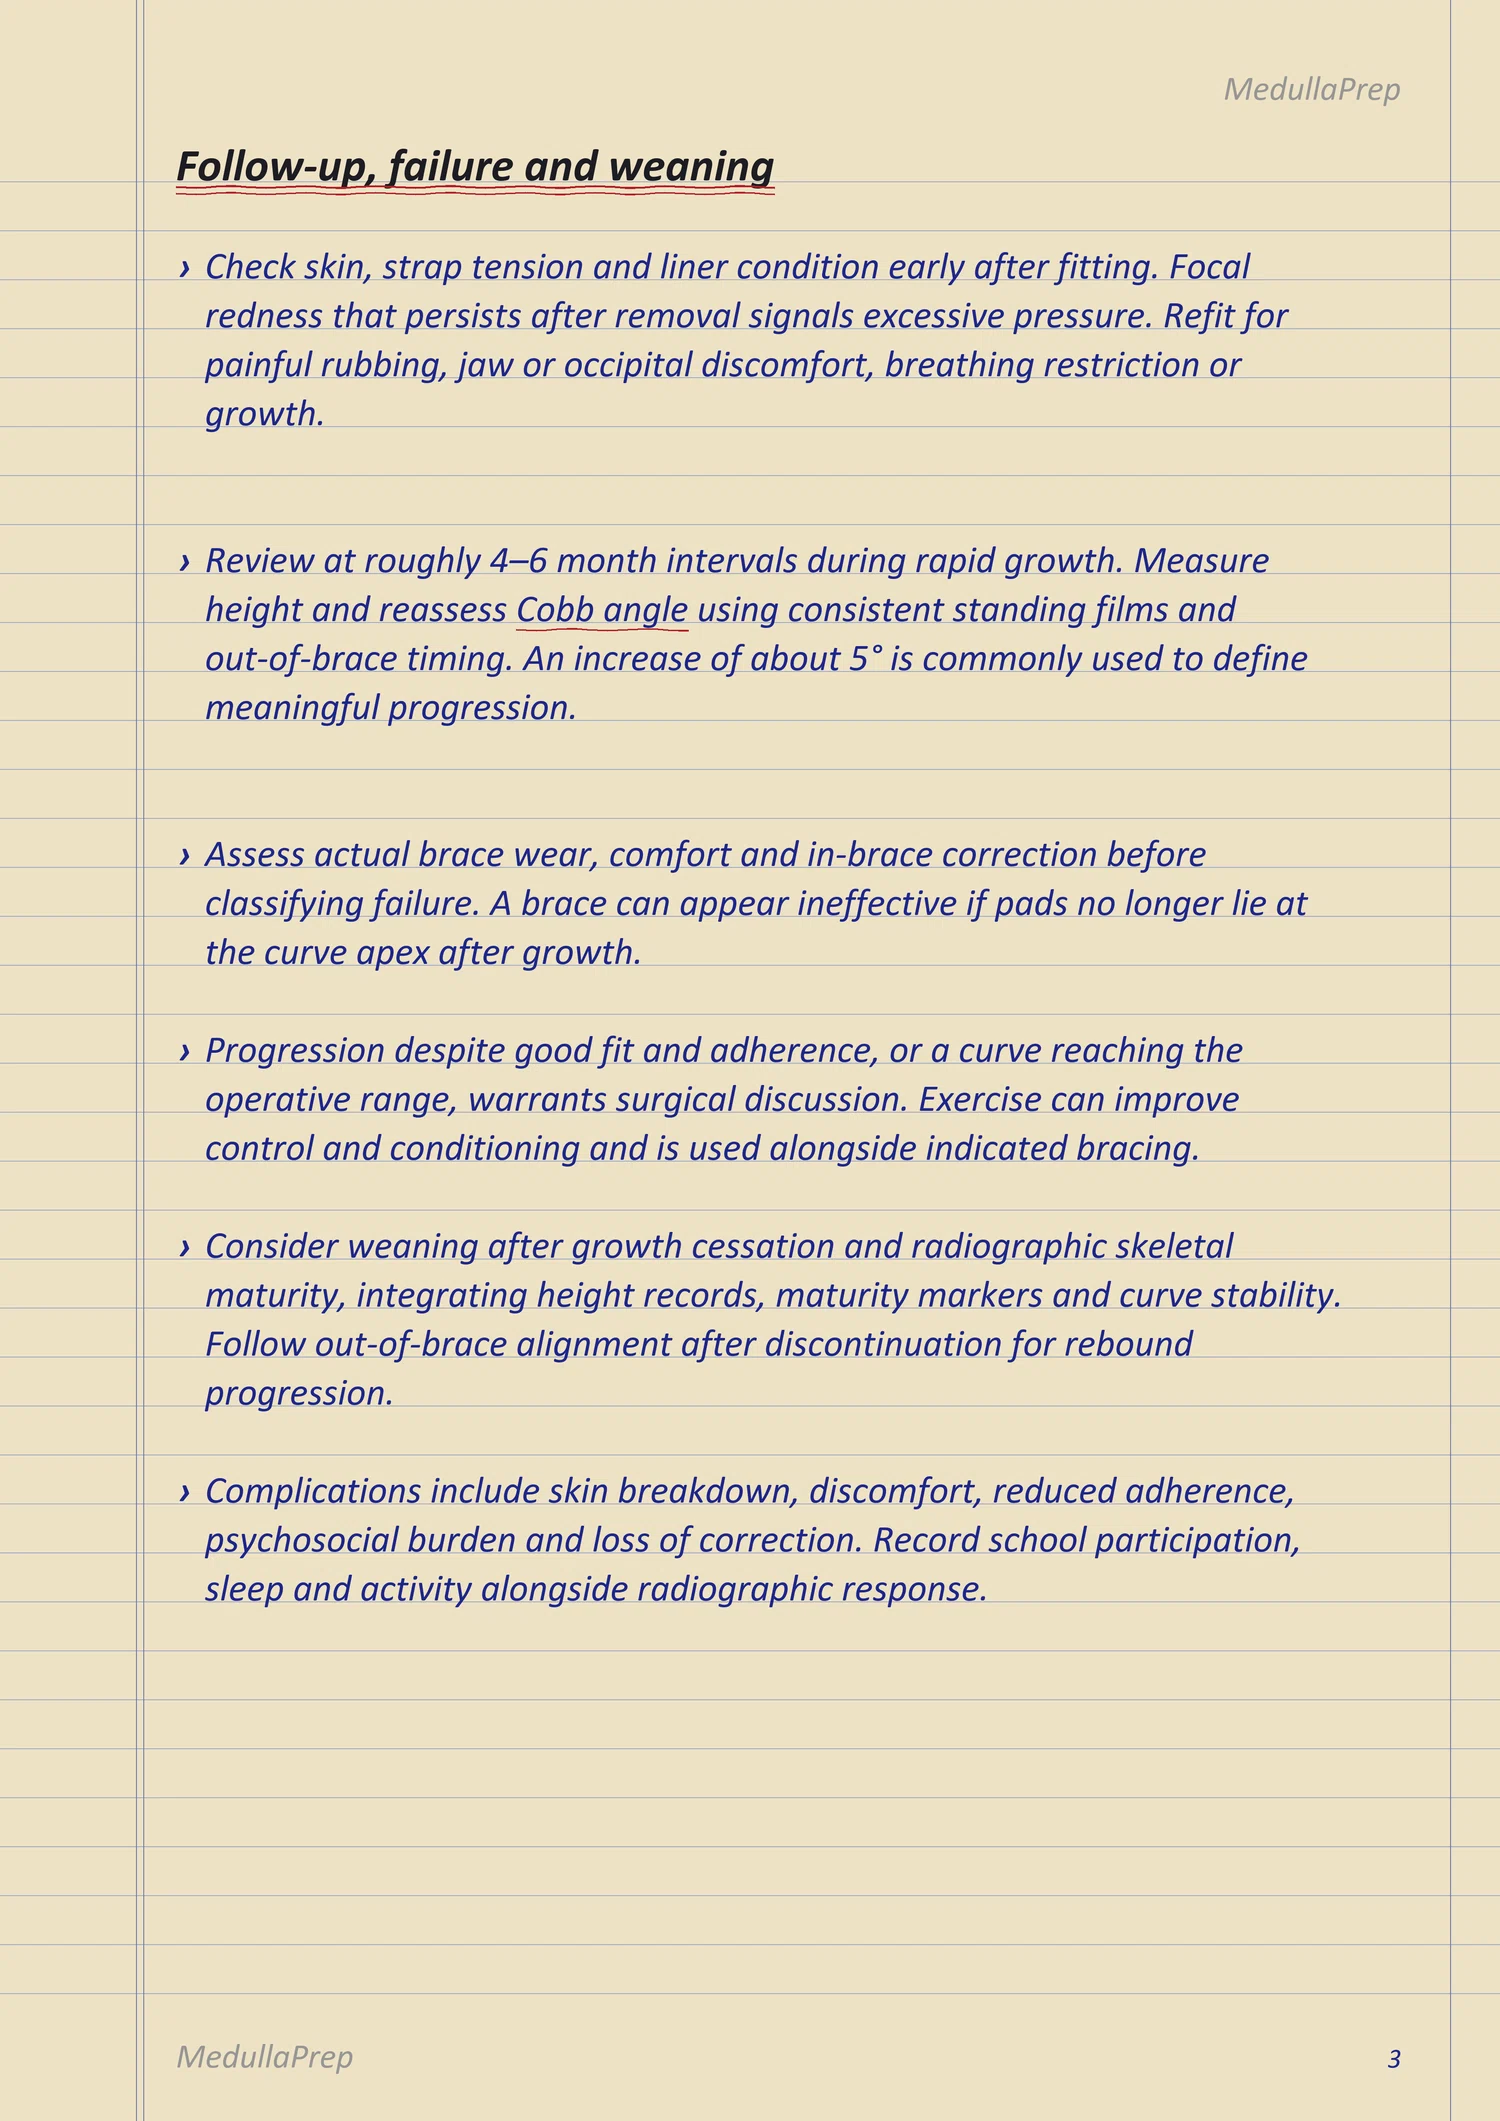 MedullaPrep
Follow-up, failure and weaning
› Check skin, strap tension and liner condition early after fitting. Focal
redness that persists after removal signals excessive pressure. Refit for
painful rubbing, jaw or occipital discomfort, breathing restriction or
growth.
› Review at roughly 4–6 month intervals during rapid growth. Measure
height and reassess Cobb angle using consistent standing films and
out-of-brace timing. An increase of about 5° is commonly used to define
meaningful progression.
› Assess actual brace wear, comfort and in-brace correction before
classifying failure. A brace can appear ineffective if pads no longer lie at
the curve apex after growth.
› Progression despite good fit and adherence, or a curve reaching the
operative range, warrants surgical discussion. Exercise can improve
control and conditioning and is used alongside indicated bracing.
› Consider weaning after growth cessation and radiographic skeletal
maturity, integrating height records, maturity markers and curve stability.
Follow out-of-brace alignment after discontinuation for rebound
progression.
› Complications include skin breakdown, discomfort, reduced adherence,
psychosocial burden and loss of correction. Record school participation,
sleep and activity alongside radiographic response.
MedullaPrep
3